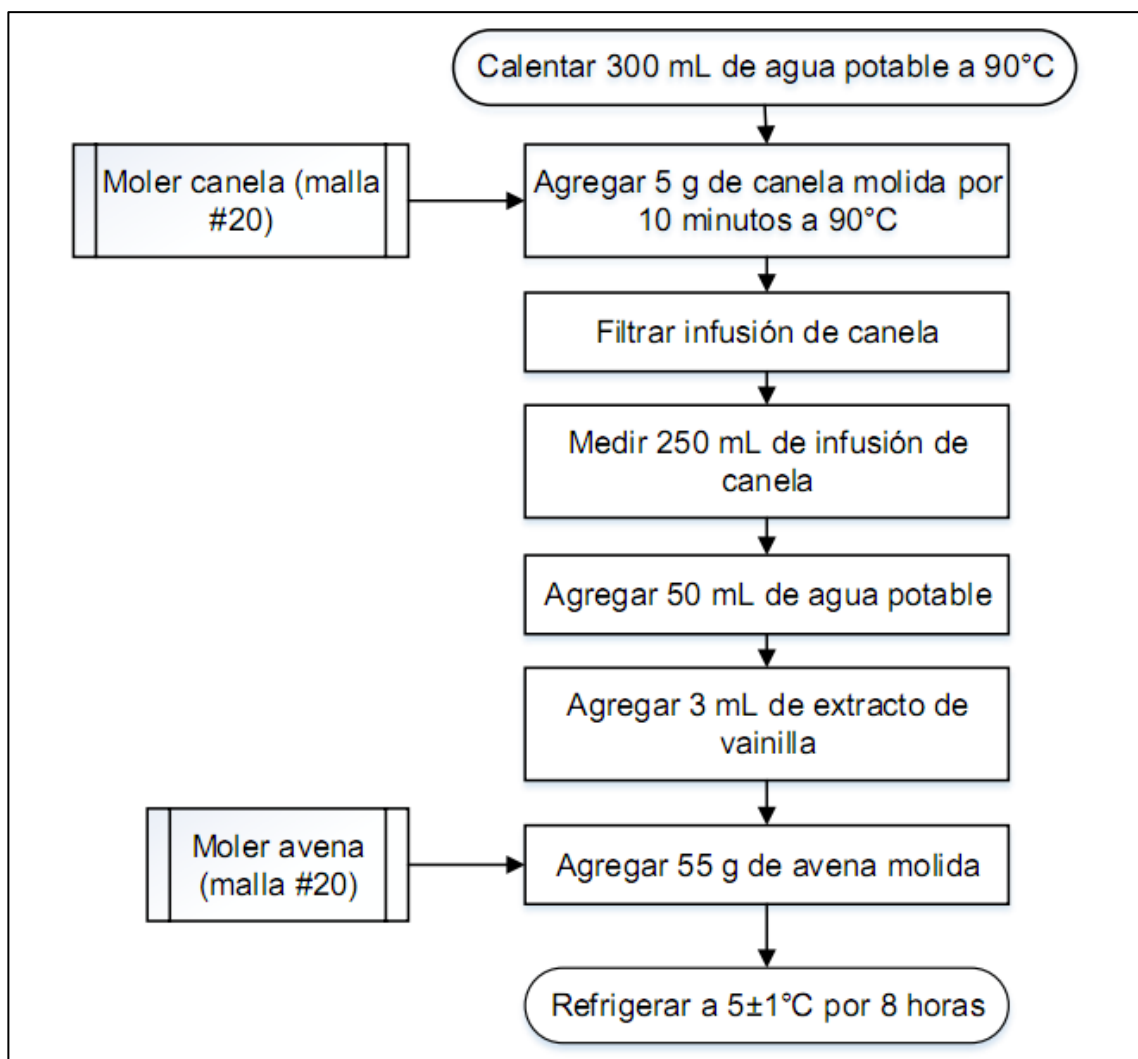 Calentar 300 mL de agua potable a 90°C
Moler canela (malla
#20)
Agregar 5 g de canela molida por
10 minutos a 90°C
Filtrar infusión de canela
Medir 250 mL de infusión de
canela
Agregar 50 mL de agua potable
Agregar 3 mL de extracto de
vainilla
Moler avena
(malla #20)
Agregar 55 g de avena molida
Refrigerar a 5±1°C por 8 horas